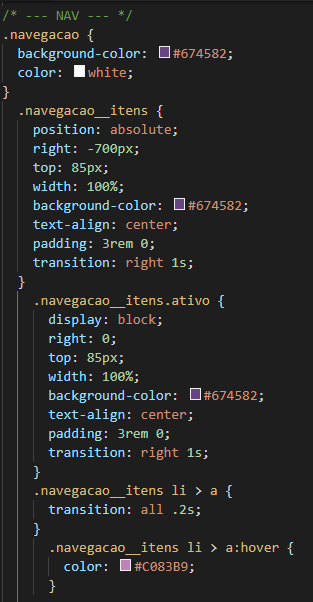 /* --- NAV --- */
.navegacao {
  background-color: #674582;
  color: white;
}
  .navegacao__itens {
    position: absolute;
    right: -700px;
    top: 85px;
    width: 100%;
    background-color: #674582;
    text-align: center;
    padding: 3rem 0;
    transition: right 1s;
  }
    .navegacao__itens.ativo {
      display: block;
      right: 0;
      top: 85px;
      width: 100%;
      background-color: #674582;
      text-align: center;
      padding: 3rem 0;
      transition: right 1s;
    }
    .navegacao__itens li > a {
      transition: all .2s;
    }
      .navegacao__itens li > a:hover {
        color: #C083B9;
      }